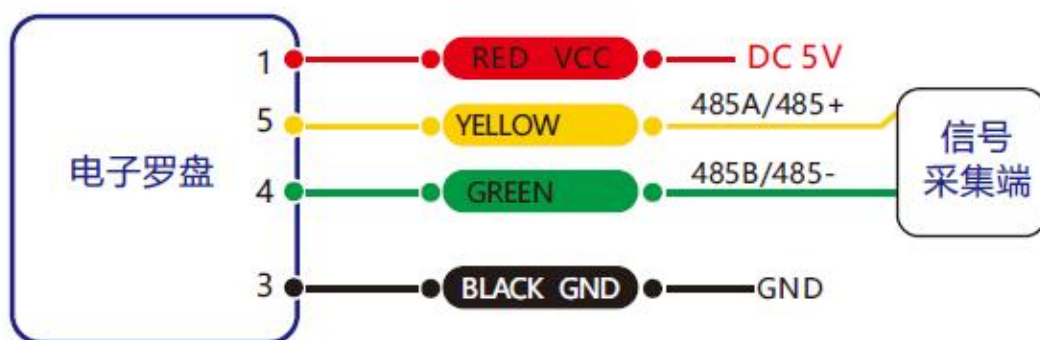 1 RED VCC DC 5V
5 YELLOW 485A/485+
电子罗盘
4 GREEN 485B/485-
信号
采集端
3 BLACK GND GND